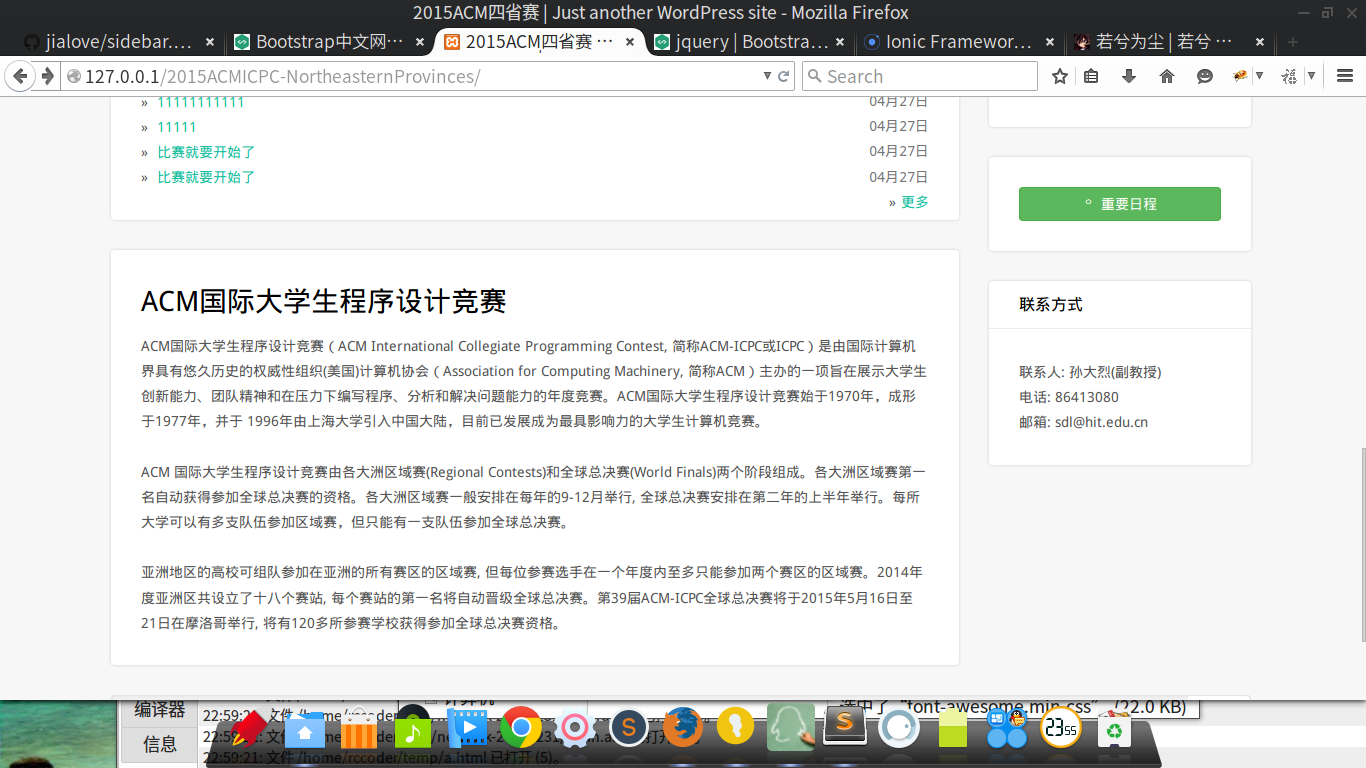 2015ACM四省赛 | Just another WordPress site - Mozilla Firefox
jialove/sidebar.… × Bootstrap中文网… × 2015ACM四省赛 … × jquery | Bootstra… × Ionic Framewor… × 若兮为尘 | 若兮 … ×
127.0.0.1/2015ACMICPC-NortheasternProvinces/ Search
» 11111111111 04月27日
» 11111 04月27日
» 比赛就要开始了 04月27日
» 比赛就要开始了 04月27日
» 更多
重要日程
ACM国际大学生程序设计竞赛
ACM国际大学生程序设计竞赛（ACM International Collegiate Programming Contest, 简称ACM-ICPC或ICPC）是由国际计算机
界具有悠久历史的权威性组织(美国)计算机协会（Association for Computing Machinery, 简称ACM）主办的一项旨在展示大学生
创新能力、团队精神和在压力下编写程序、分析和解决问题能力的年度竞赛。ACM国际大学生程序设计竞赛始于1970年，成形
于1977年，并于 1996年由上海大学引入中国大陆，目前已发展成为最具影响力的大学生计算机竞赛。
ACM 国际大学生程序设计竞赛由各大洲区域赛(Regional Contests)和全球总决赛(World Finals)两个阶段组成。各大洲区域赛第一
名自动获得参加全球总决赛的资格。各大洲区域赛一般安排在每年的9-12月举行, 全球总决赛安排在第二年的上半年举行。每所
大学可以有多支队伍参加区域赛，但只能有一支队伍参加全球总决赛。
亚洲地区的高校可组队参加在亚洲的所有赛区的区域赛, 但每位参赛选手在一个年度内至多只能参加两个赛区的区域赛。2014年
度亚洲区共设立了十八个赛站, 每个赛站的第一名将自动晋级全球总决赛。第39届ACM-ICPC全球总决赛将于2015年5月16日至
21日在摩洛哥举行, 将有120多所参赛学校获得参加全球总决赛资格。
联系方式
联系人: 孙大烈(副教授)
电话: 86413080
邮箱: sdl@hit.edu.cn
编译器
信息
选中了 “font-awesome.min.css” (22.0 KB)
22:59:21: 文件 /home/rccoder/temp/a.html 已打开 (5)。
23 55